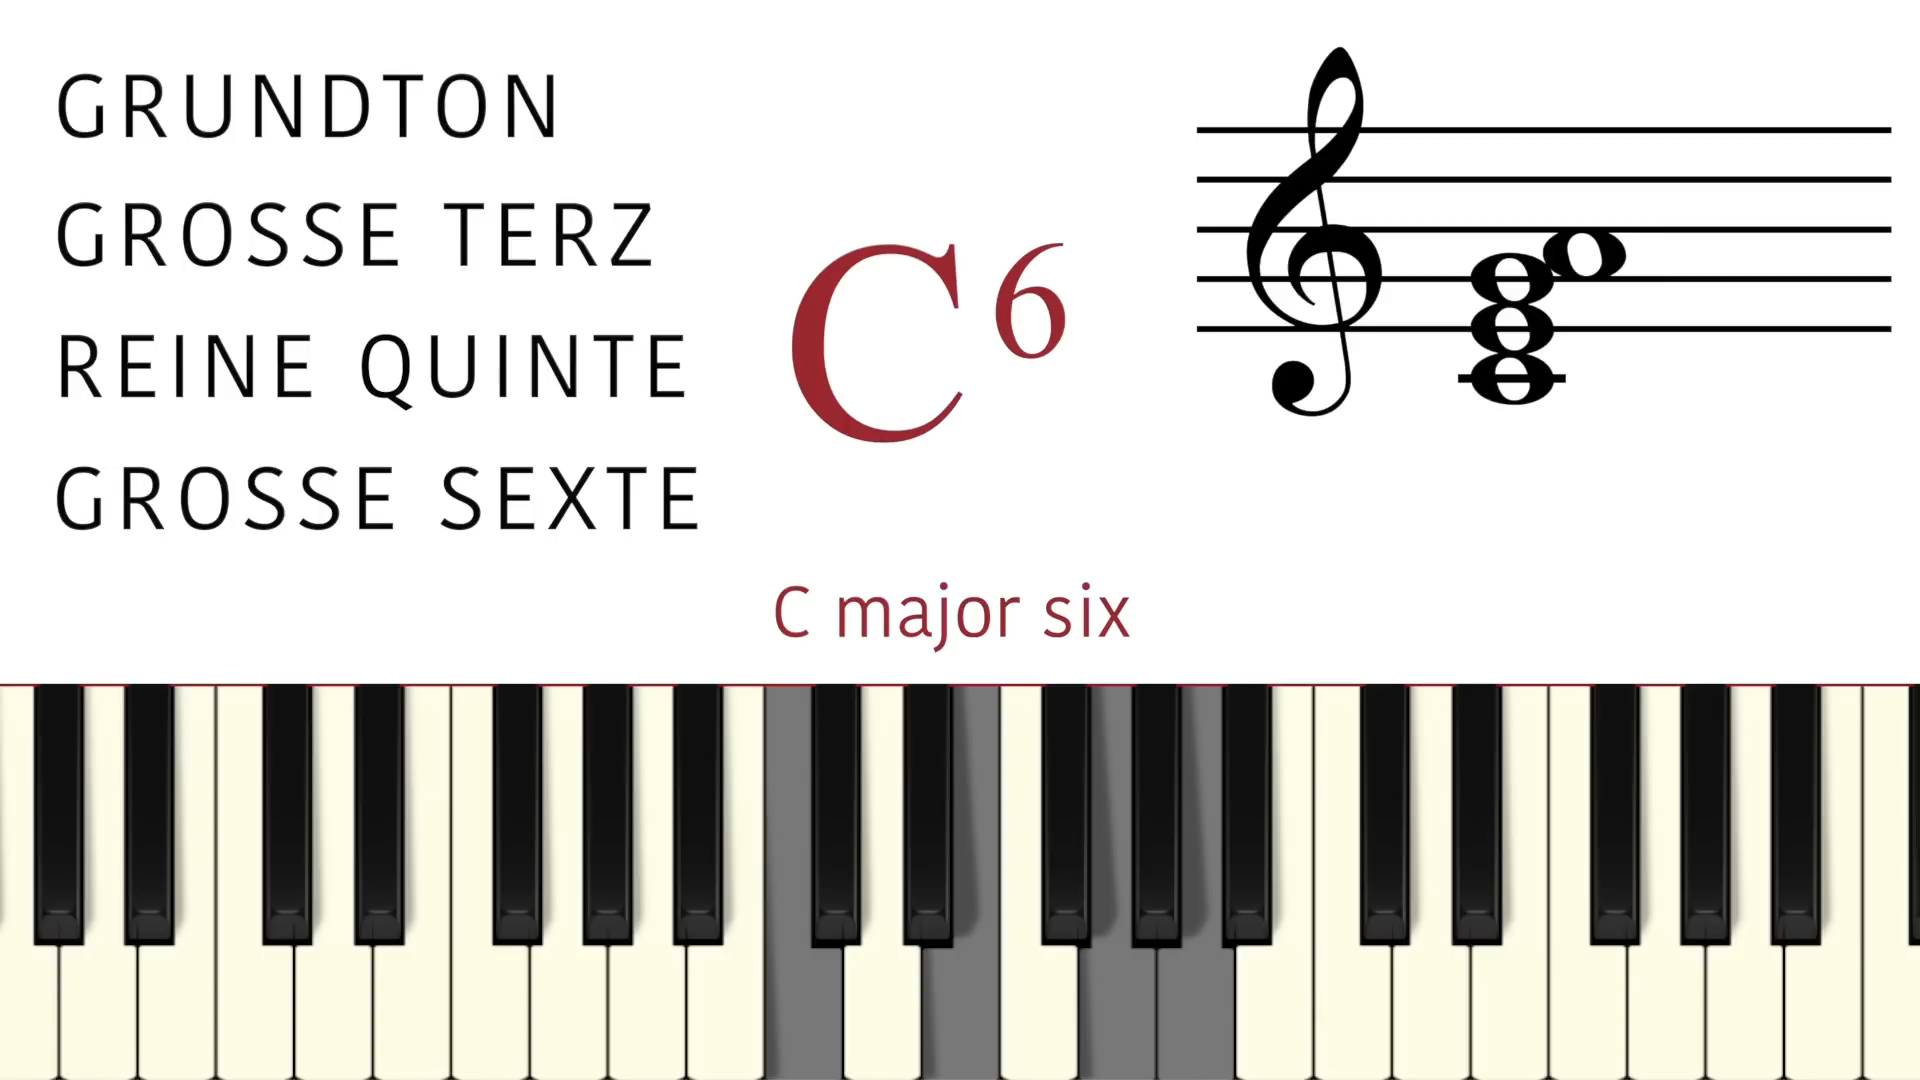 GRUNDTON
GROSSE TERZ
REINE QUINTE
GROSSE SEXTE
C⁶
C major six